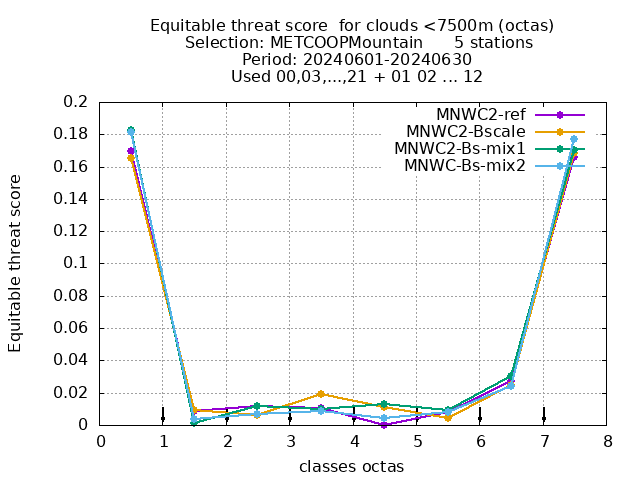 Equitable threat score  for clouds <7500m (octas)
Selection: METCOOPMountain      5 stations
Period: 20240601-20240630
Used 00,03,...,21 + 01 02 ... 12
MNWC2-ref
MNWC2-Bscale
MNWC2-Bs-mix1
MNWC-Bs-mix2
Equitable threat score
0.2
0.18
0.16
0.14
0.12
0.1
0.08
0.06
0.04
0.02
0
0 1 2 3 4 5 6 7 8
classes octas